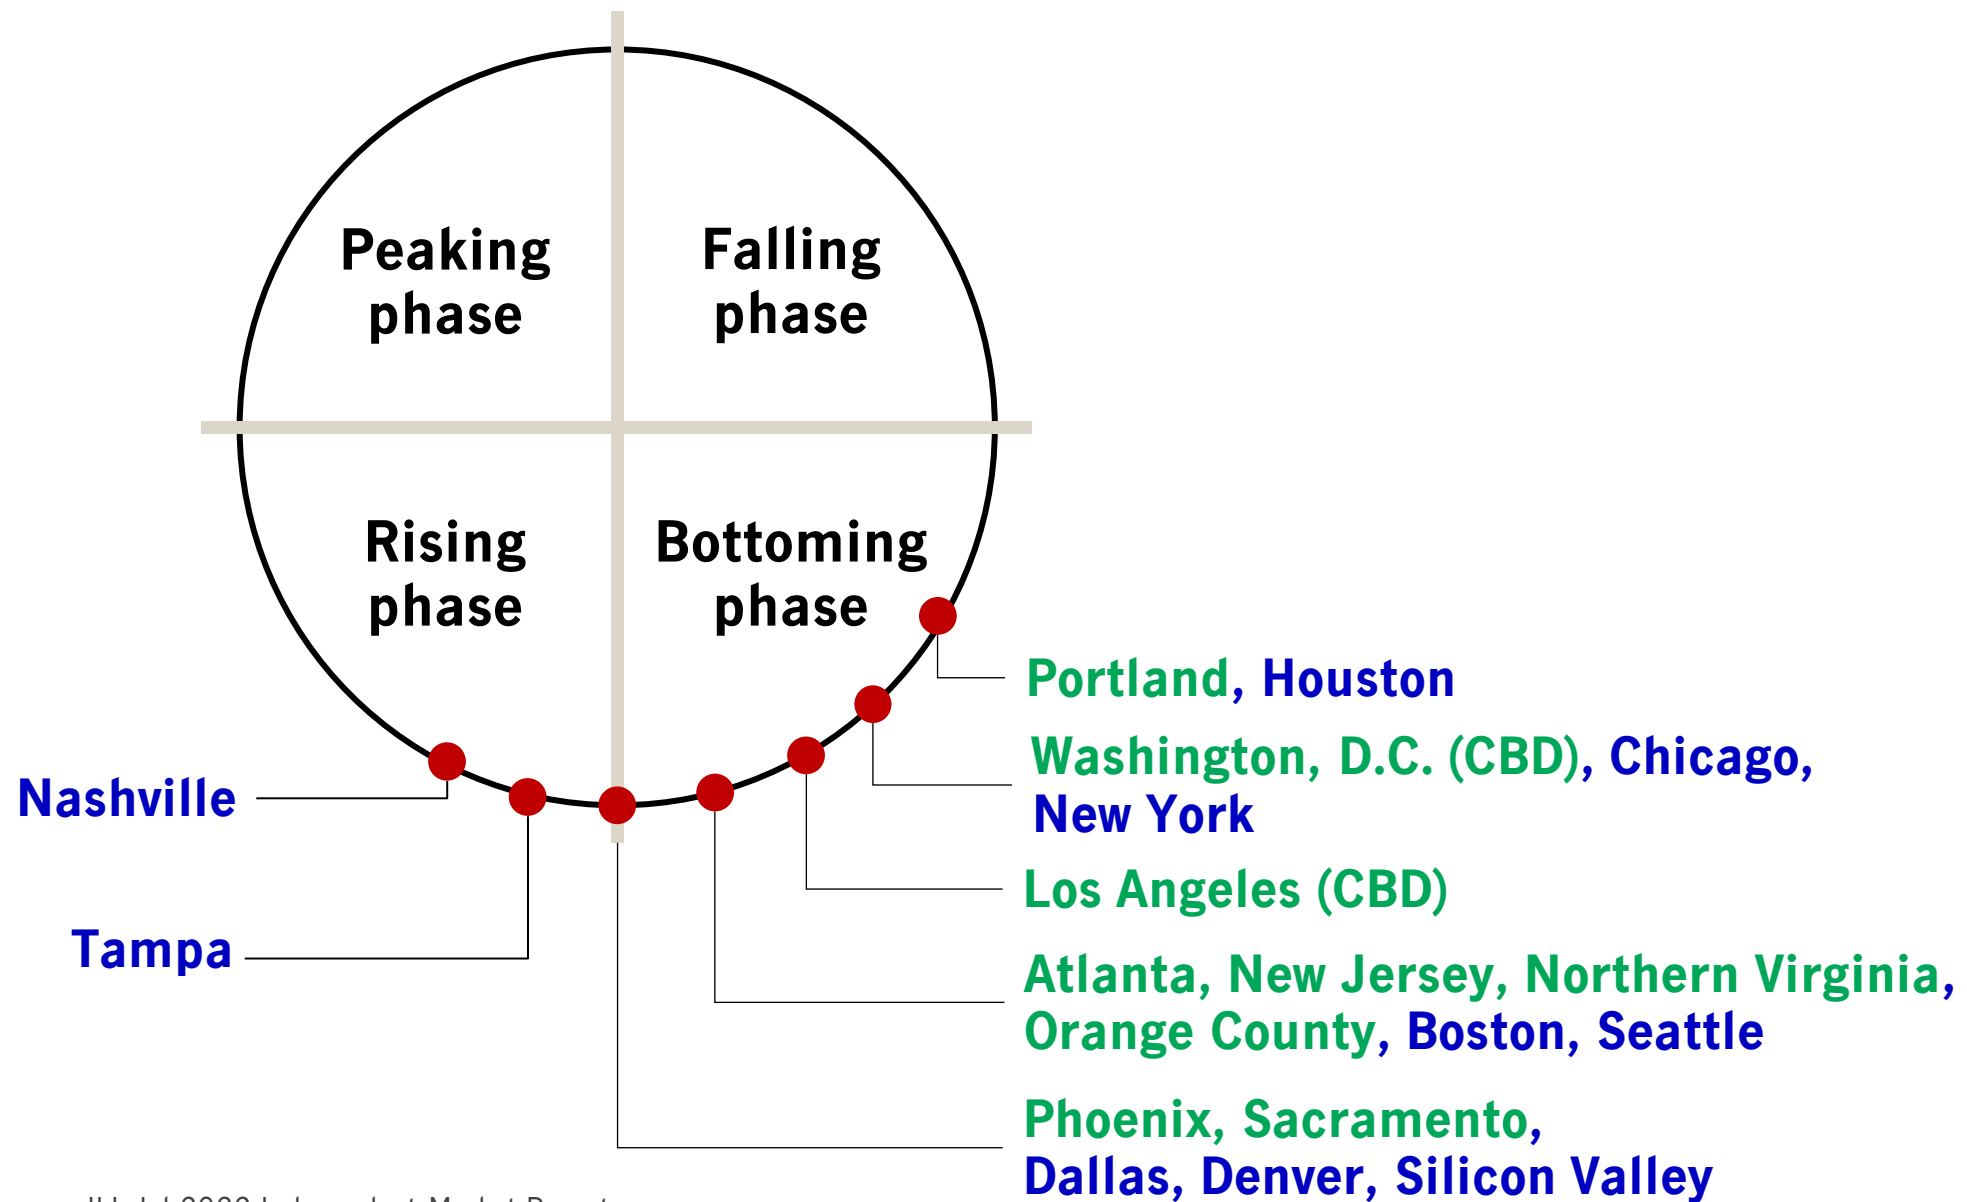 Peaking
phase
Falling
phase
Rising
phase
Bottoming
phase
Portland, Houston
Washington, D.C. (CBD), Chicago,
New York
Nashville
Los Angeles (CBD)
Tampa
Atlanta, New Jersey, Northern Virginia,
Orange County, Boston, Seattle
Phoenix, Sacramento,
Dallas, Denver, Silicon Valley